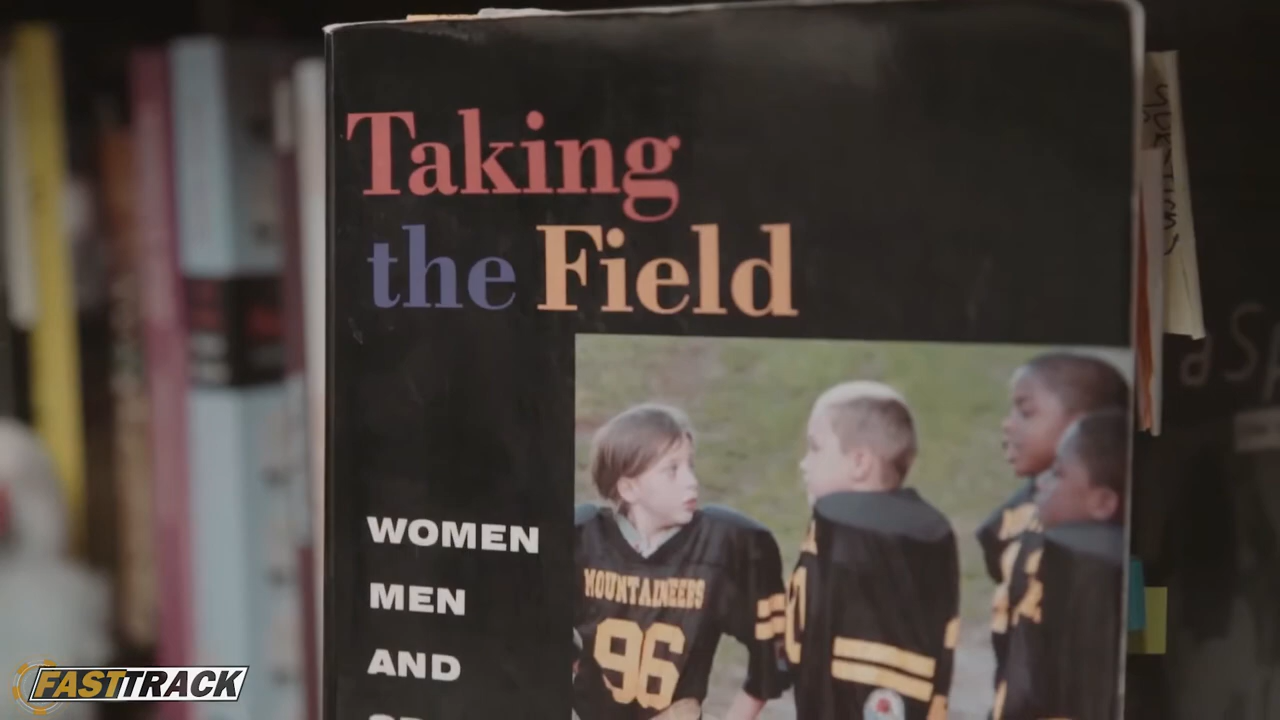 Taking
the Field
WOMEN
MEN
AND
MOUNTAINEERS
96
FASTTRACK